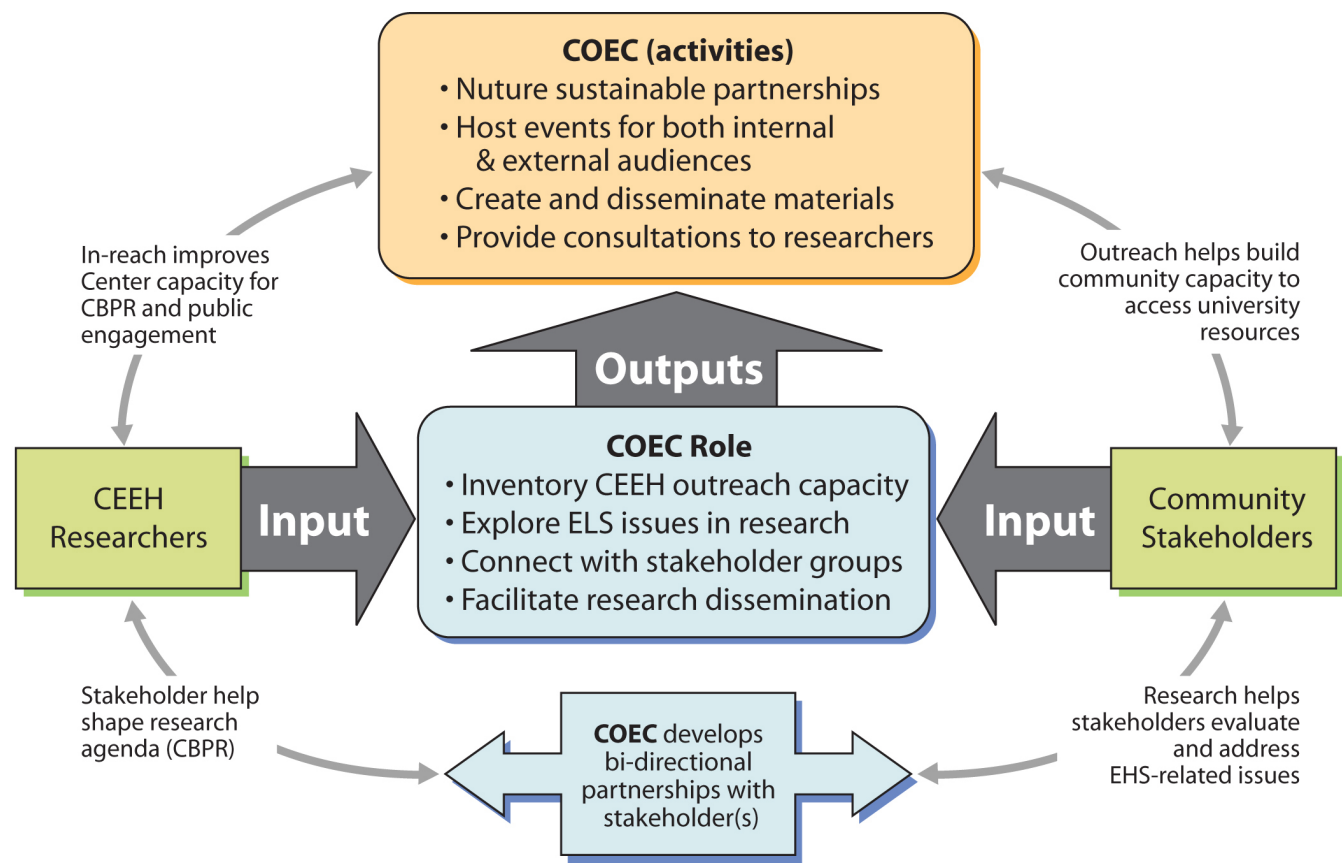 COEC (activities)
• Nuture sustainable partnerships
• Host events for both internal
& external audiences
• Create and disseminate materials
• Provide consultations to researchers
In-reach improves
Center capacity for
CBPR and public
engagement
Outreach helps build
community capacity to
access university
resources
Outputs
CEEH
Researchers
Input
COEC Role
• Inventory CEEH outreach capacity
• Explore ELS issues in research
• Connect with stakeholder groups
• Facilitate research dissemination
Input
Community
Stakeholders
Stakeholder help
shape research
agenda (CBPR)
COEC develops
bi-directional
partnerships with
stakeholder(s)
Research helps
stakeholders evaluate
and address
EHS-related issues